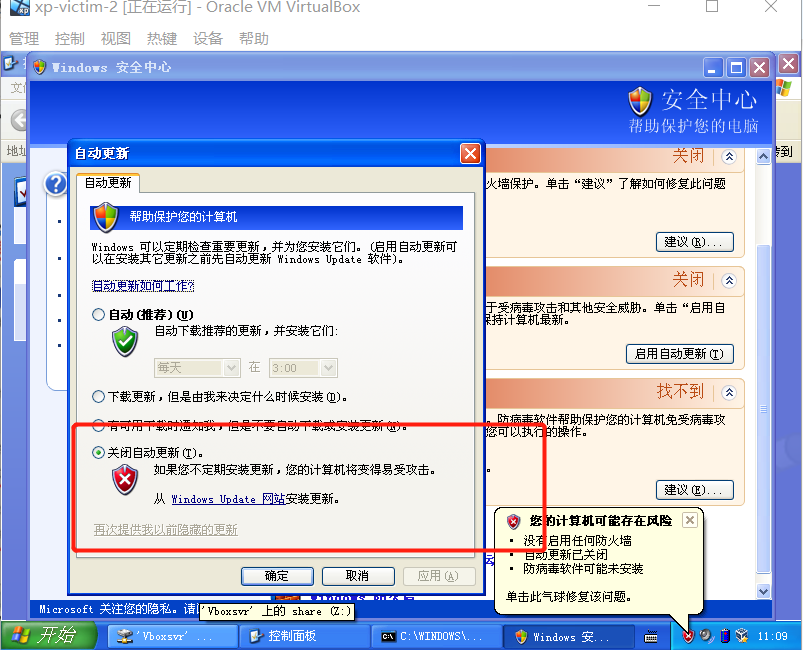 xp-victim-2 [正在运行] - Oracle VM VirtualBox
管理 控制 视图 热键 设备 帮助
Windows 安全中心
安全中心
帮助保护您的电脑
地址
转到
自动更新
自动更新
帮助保护您的计算机
Windows 可以定期检查重要更新,并为您安装它们。(启用自动更新可
以在安装其它更新之前先自动更新 Windows Update 软件)。
自动更新如何工作?
自动(推荐)(U)
自动下载推荐的更新,并安装它们:
每天 在 3:00
下载更新,但是由我来决定什么时候安装(D)。
有可用下载时通知我,但是不要自动下载或安装更新(N)。
关闭自动更新(T)。
如果您不定期安装更新,您的计算机将变得易受攻击。
从 Windows Update 网站安装更新。
再次提供我以前隐藏的更新
确定 取消 应用(A)
关闭
火墙保护。单击“建议”了解如何修复此问题
建议(R)...
关闭
于受病毒攻击和其他安全威胁。单击“启用自
保持计算机最新。
启用自动更新(T)
找不到
防病毒软件帮助保护您的计算机免受病毒攻
您可以执行的操作。
建议(E)...
您的计算机可能存在风险
• 没有启用任何防火墙
• 自动更新已关闭
• 防病毒软件可能未安装
单击此气球修复该问题。
Microsoft 关注您的隐私。请
'Vboxsvr' 上的 share (Z:)
开始 'Vboxsvr' ... 控制面板 C:\WINDOWS\... Windows 安... 11:09